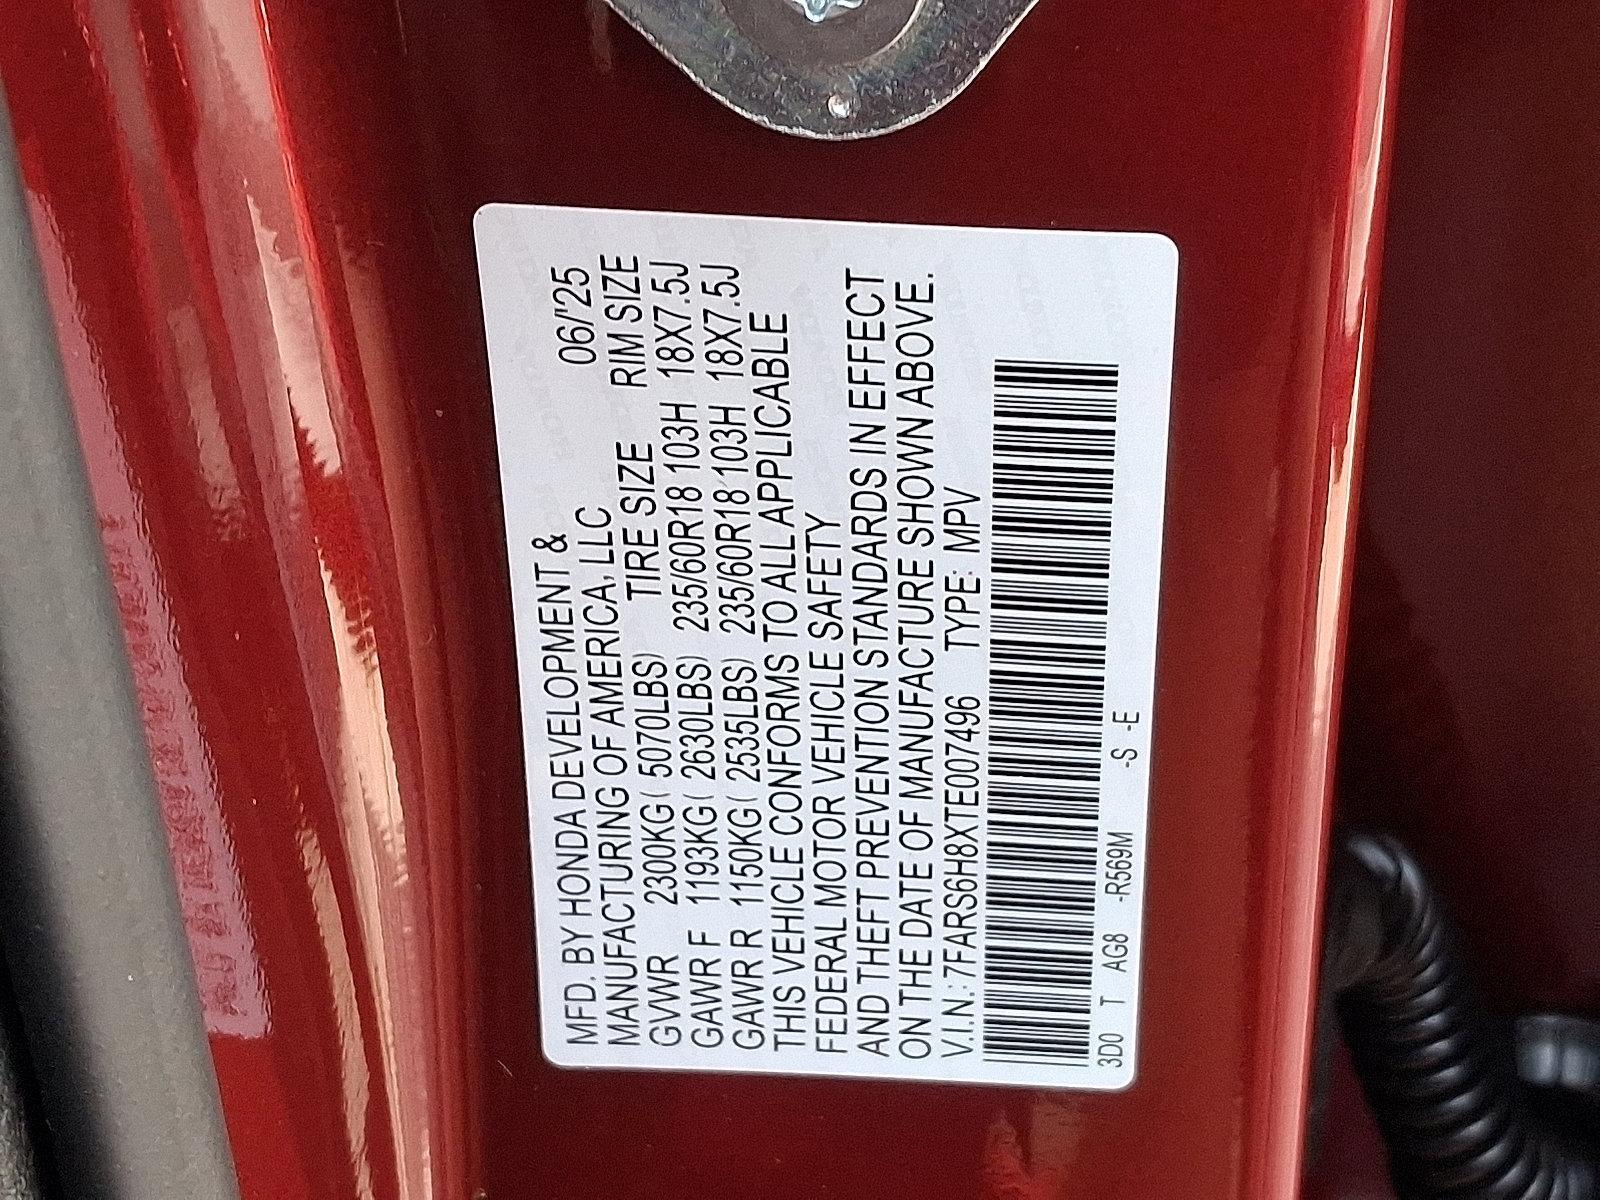 MFD. BY HONDA DEVELOPMENT & 06/'25
MANUFACTURING OF AMERICA, LLC
GVWR 2300KG( 5070LBS) TIRE SIZE RIM SIZE
GAWR F 1193KG( 2630LBS) 235/60R18 103H 18X7.5J
GAWR R 1150KG( 2535LBS) 235/60R18 103H 18X7.5J
THIS VEHICLE CONFORMS TO ALL APPLICABLE
FEDERAL MOTOR VEHICLE SAFETY
AND THEFT PREVENTION STANDARDS IN EFFECT
ON THE DATE OF MANUFACTURE SHOWN ABOVE.
V.I.N.: 7FARS6H8XTE007496 TYPE: MPV
3D0 T AG8 -R569M -S -E